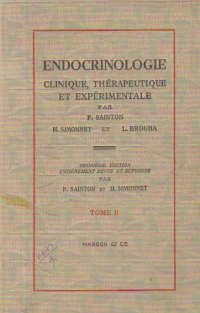 ENDOCRINOLOGIE
CLINIQUE, THÉRAPEUTIQUE
ET EXPÉRIMENTALE
PAR
P. SAINTON
H. SIMONNET ET L. BROUHA
TROISIÈME ÉDITION
ENTIÈREMENT REVUE ET REFONDUE
PAR
P. SAINTON ET H. SIMONNET
TOME II
MASSON ET CIE